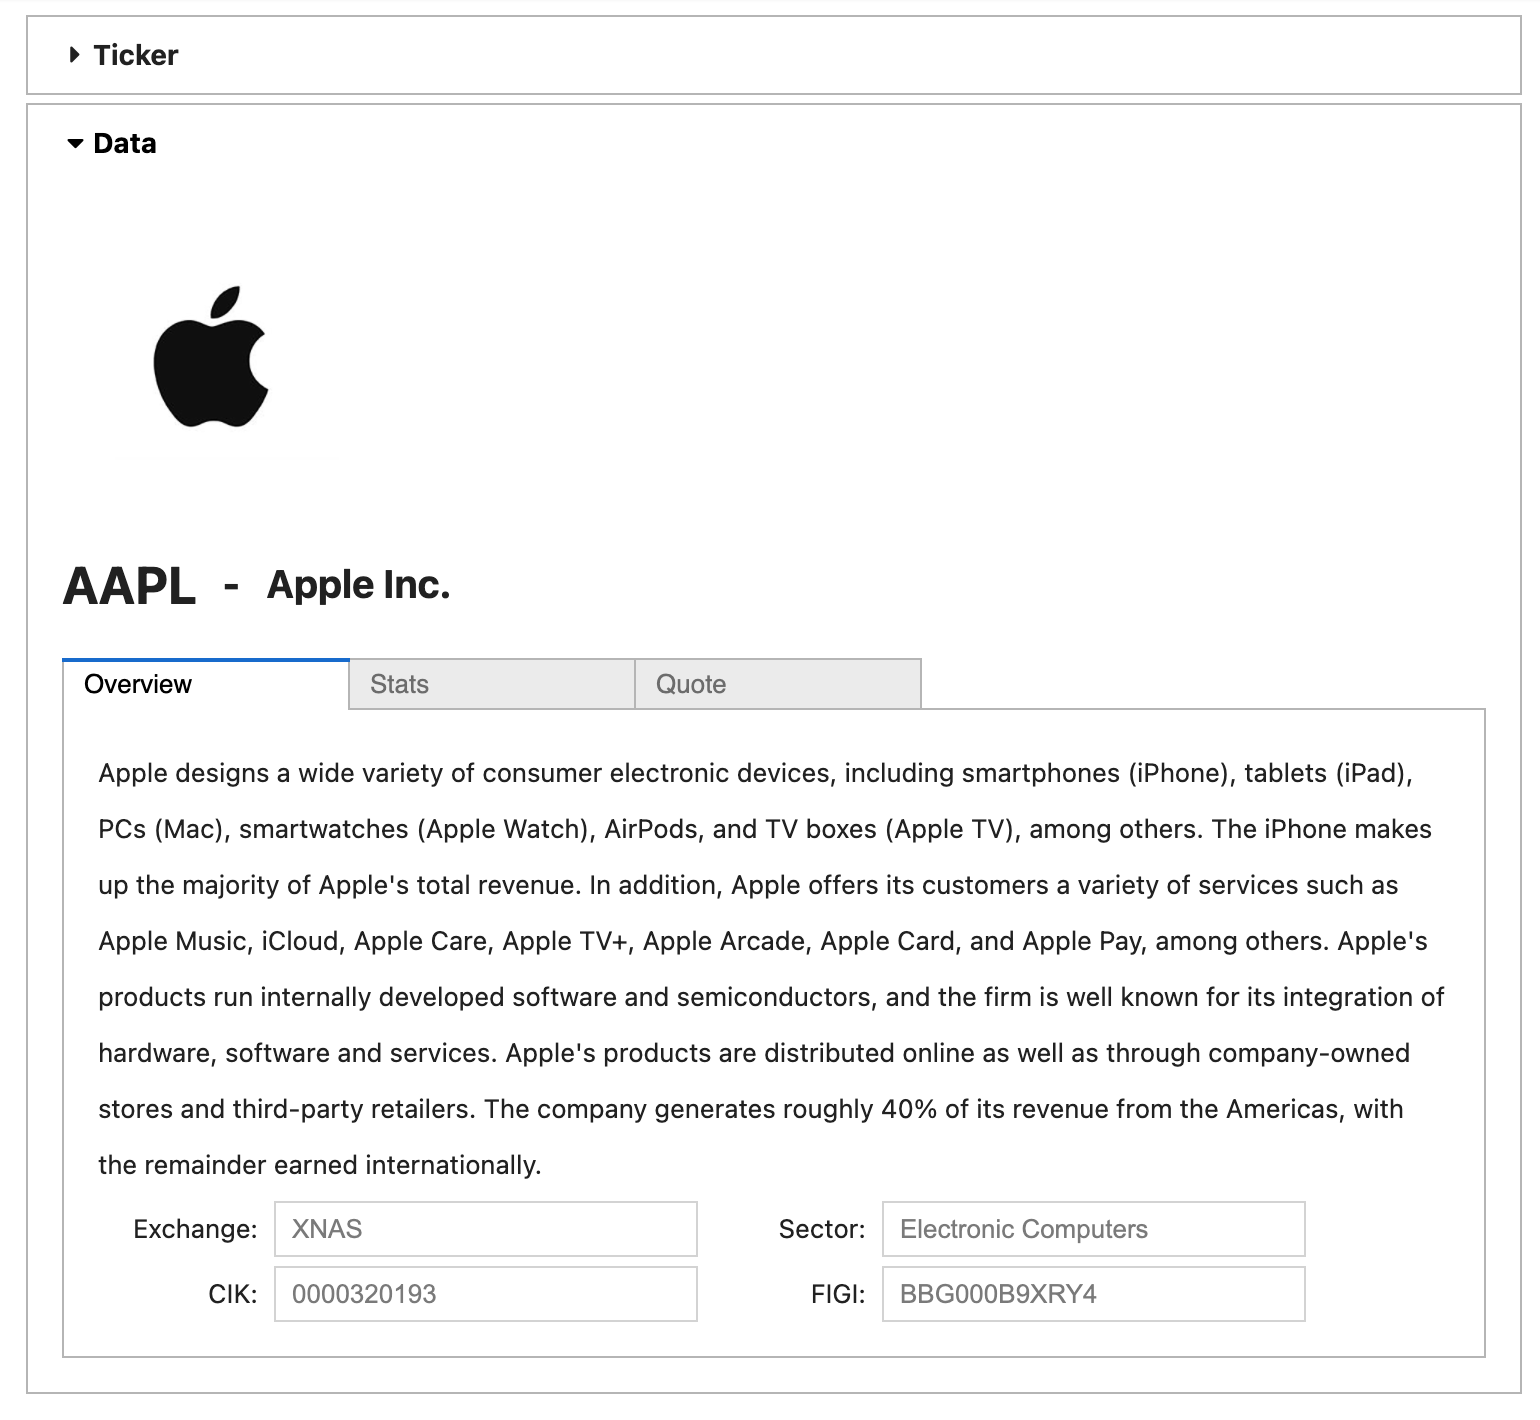 Ticker
Data
AAPL - Apple Inc.
Overview Stats Quote
Apple designs a wide variety of consumer electronic devices, including smartphones (iPhone), tablets (iPad),
PCs (Mac), smartwatches (Apple Watch), AirPods, and TV boxes (Apple TV), among others. The iPhone makes
up the majority of Apple's total revenue. In addition, Apple offers its customers a variety of services such as
Apple Music, iCloud, Apple Care, Apple TV+, Apple Arcade, Apple Card, and Apple Pay, among others. Apple's
products run internally developed software and semiconductors, and the firm is well known for its integration of
hardware, software and services. Apple's products are distributed online as well as through company-owned
stores and third-party retailers. The company generates roughly 40% of its revenue from the Americas, with
the remainder earned internationally.
Exchange: XNAS Sector: Electronic Computers
CIK: 0000320193 FIGI: BBG000B9XRY4